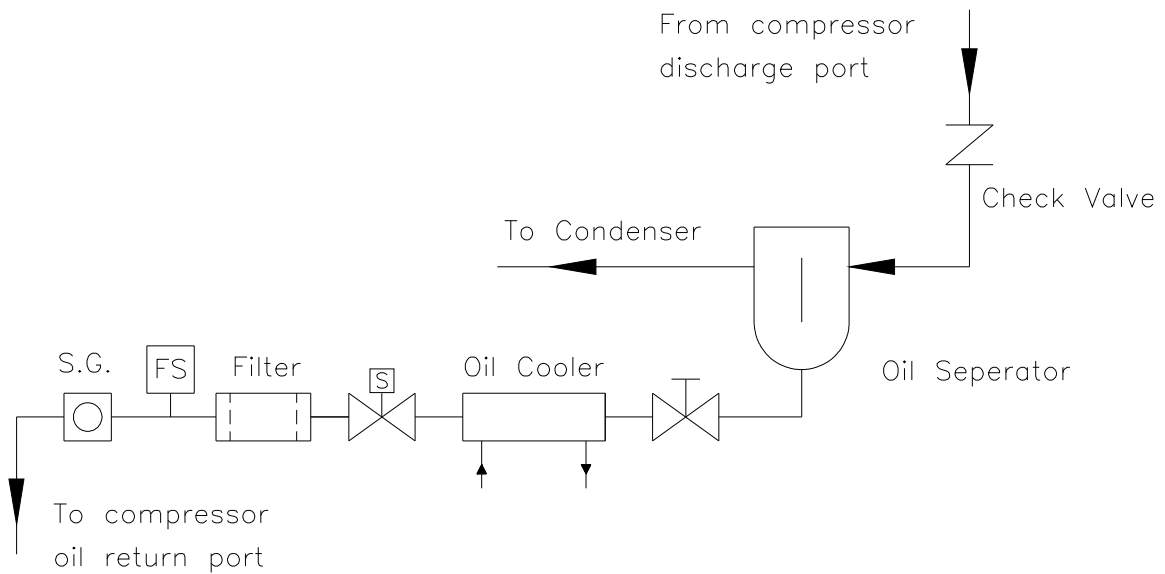 From compressor
discharge port
Check Valve
To Condenser
Oil Seperator
S.G.
FS
Filter
S
Oil Cooler
To compressor
oil return port